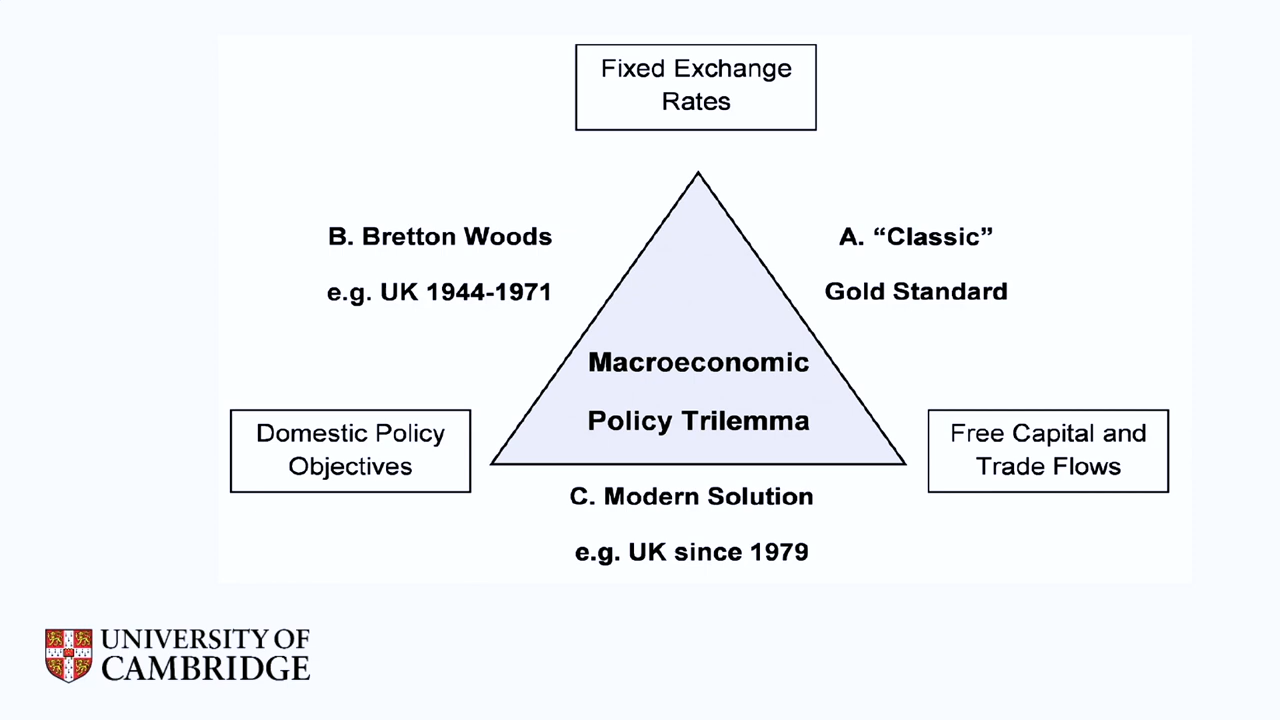 Fixed Exchange
Rates
B. Bretton Woods
e.g. UK 1944-1971
A. “Classic”
Gold Standard
Macroeconomic
Policy Trilemma
Domestic Policy
Objectives
Free Capital and
Trade Flows
C. Modern Solution
e.g. UK since 1979
UNIVERSITY OF
CAMBRIDGE